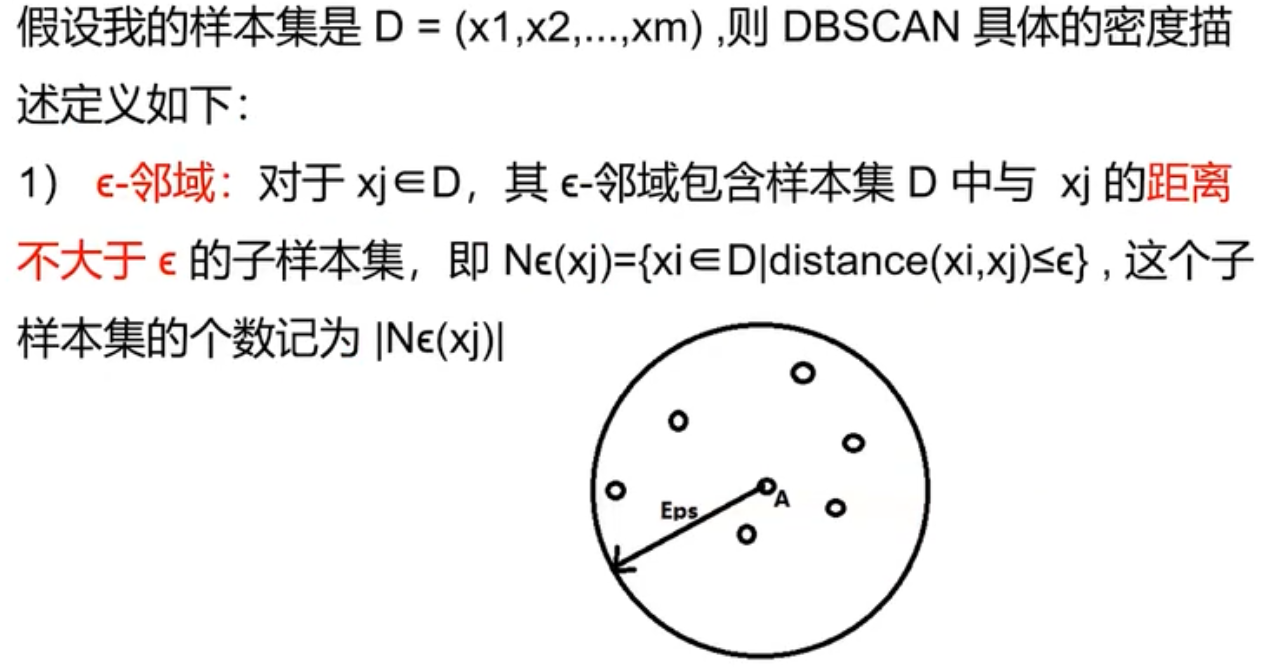 假设我的样本集是 D = (x1,x2,...,xm) ,则 DBSCAN 具体的密度描
述定义如下：
1） ϵ-邻域：对于 xj∈D，其 ϵ-邻域包含样本集 D 中与 xj 的距离
不大于 ϵ 的子样本集，即 Nϵ(xj)={xi∈D|distance(xi,xj)≤ϵ} , 这个子
样本集的个数记为 |Nϵ(xj)|
A
Eps